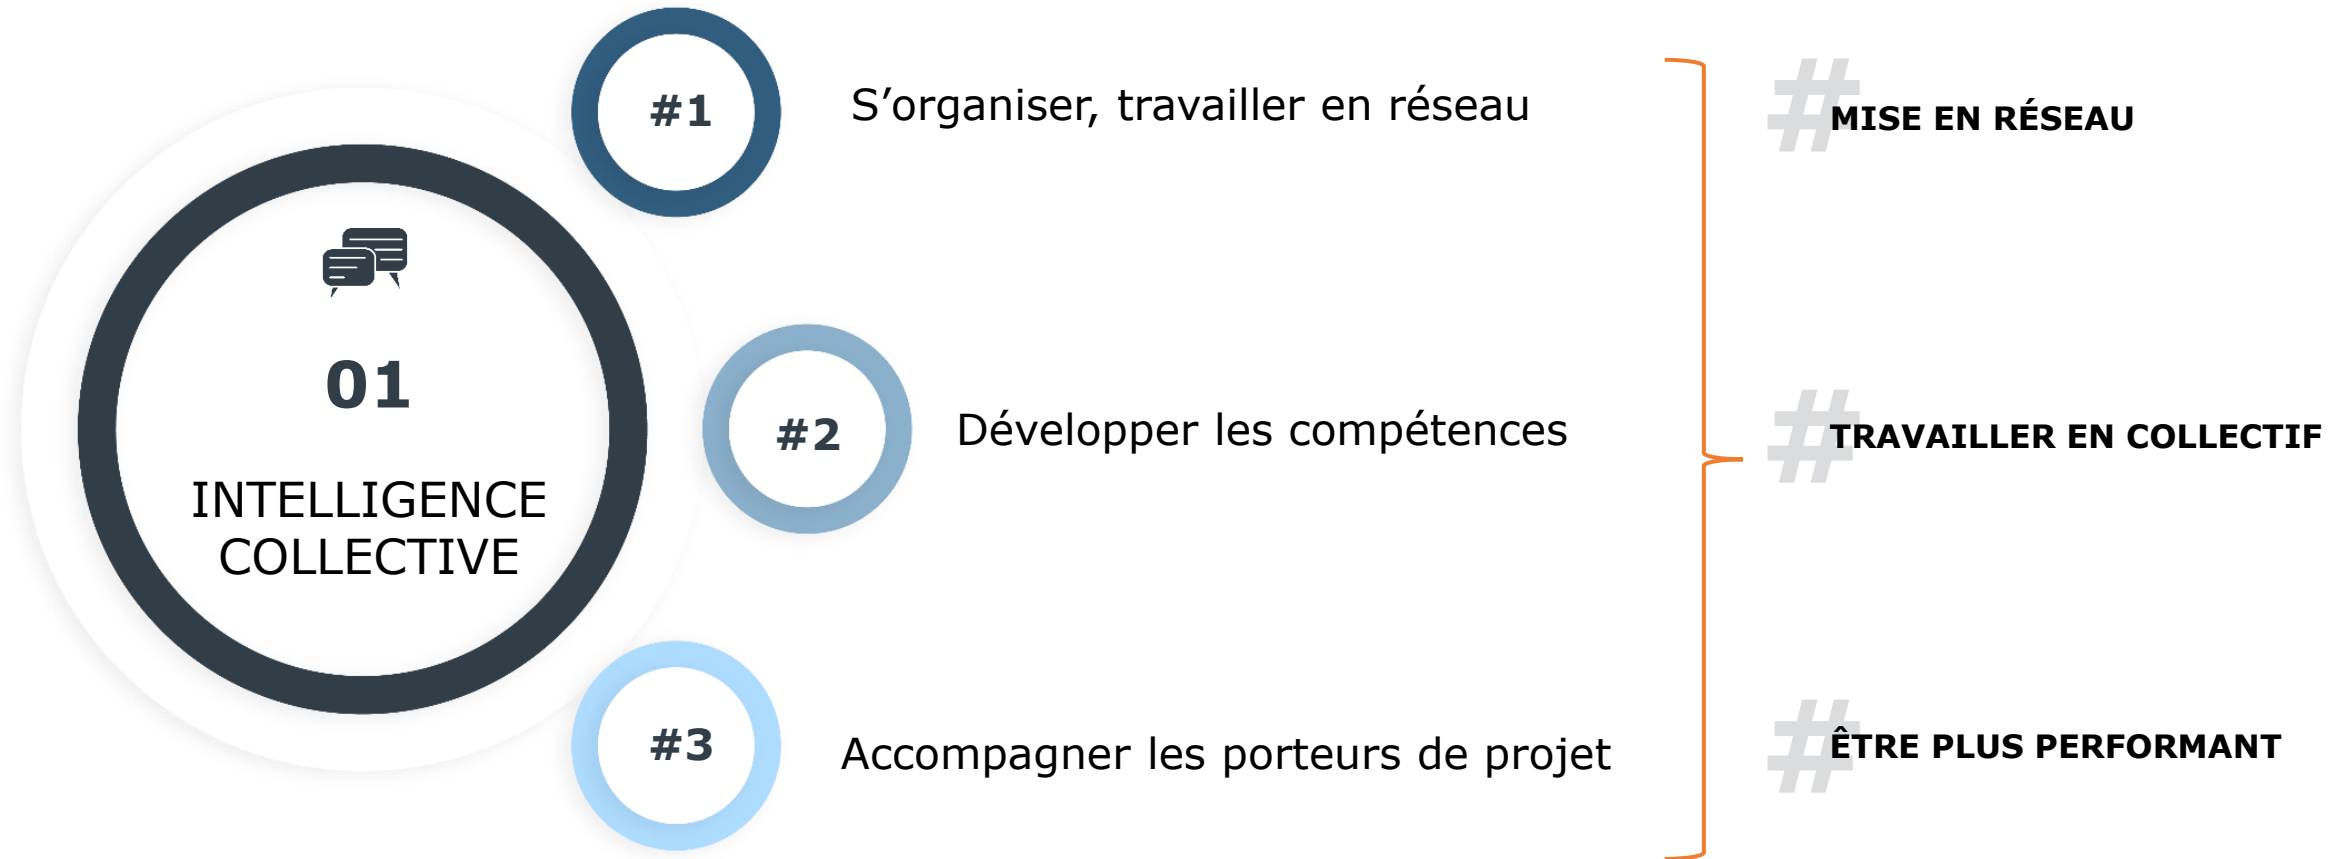 01
INTELLIGENCE
COLLECTIVE
#1
S’organiser, travailler en réseau
#2
Développer les compétences
#3
Accompagner les porteurs de projet
# MISE EN RÉSEAU
# TRAVAILLER EN COLLECTIF
# ÊTRE PLUS PERFORMANT